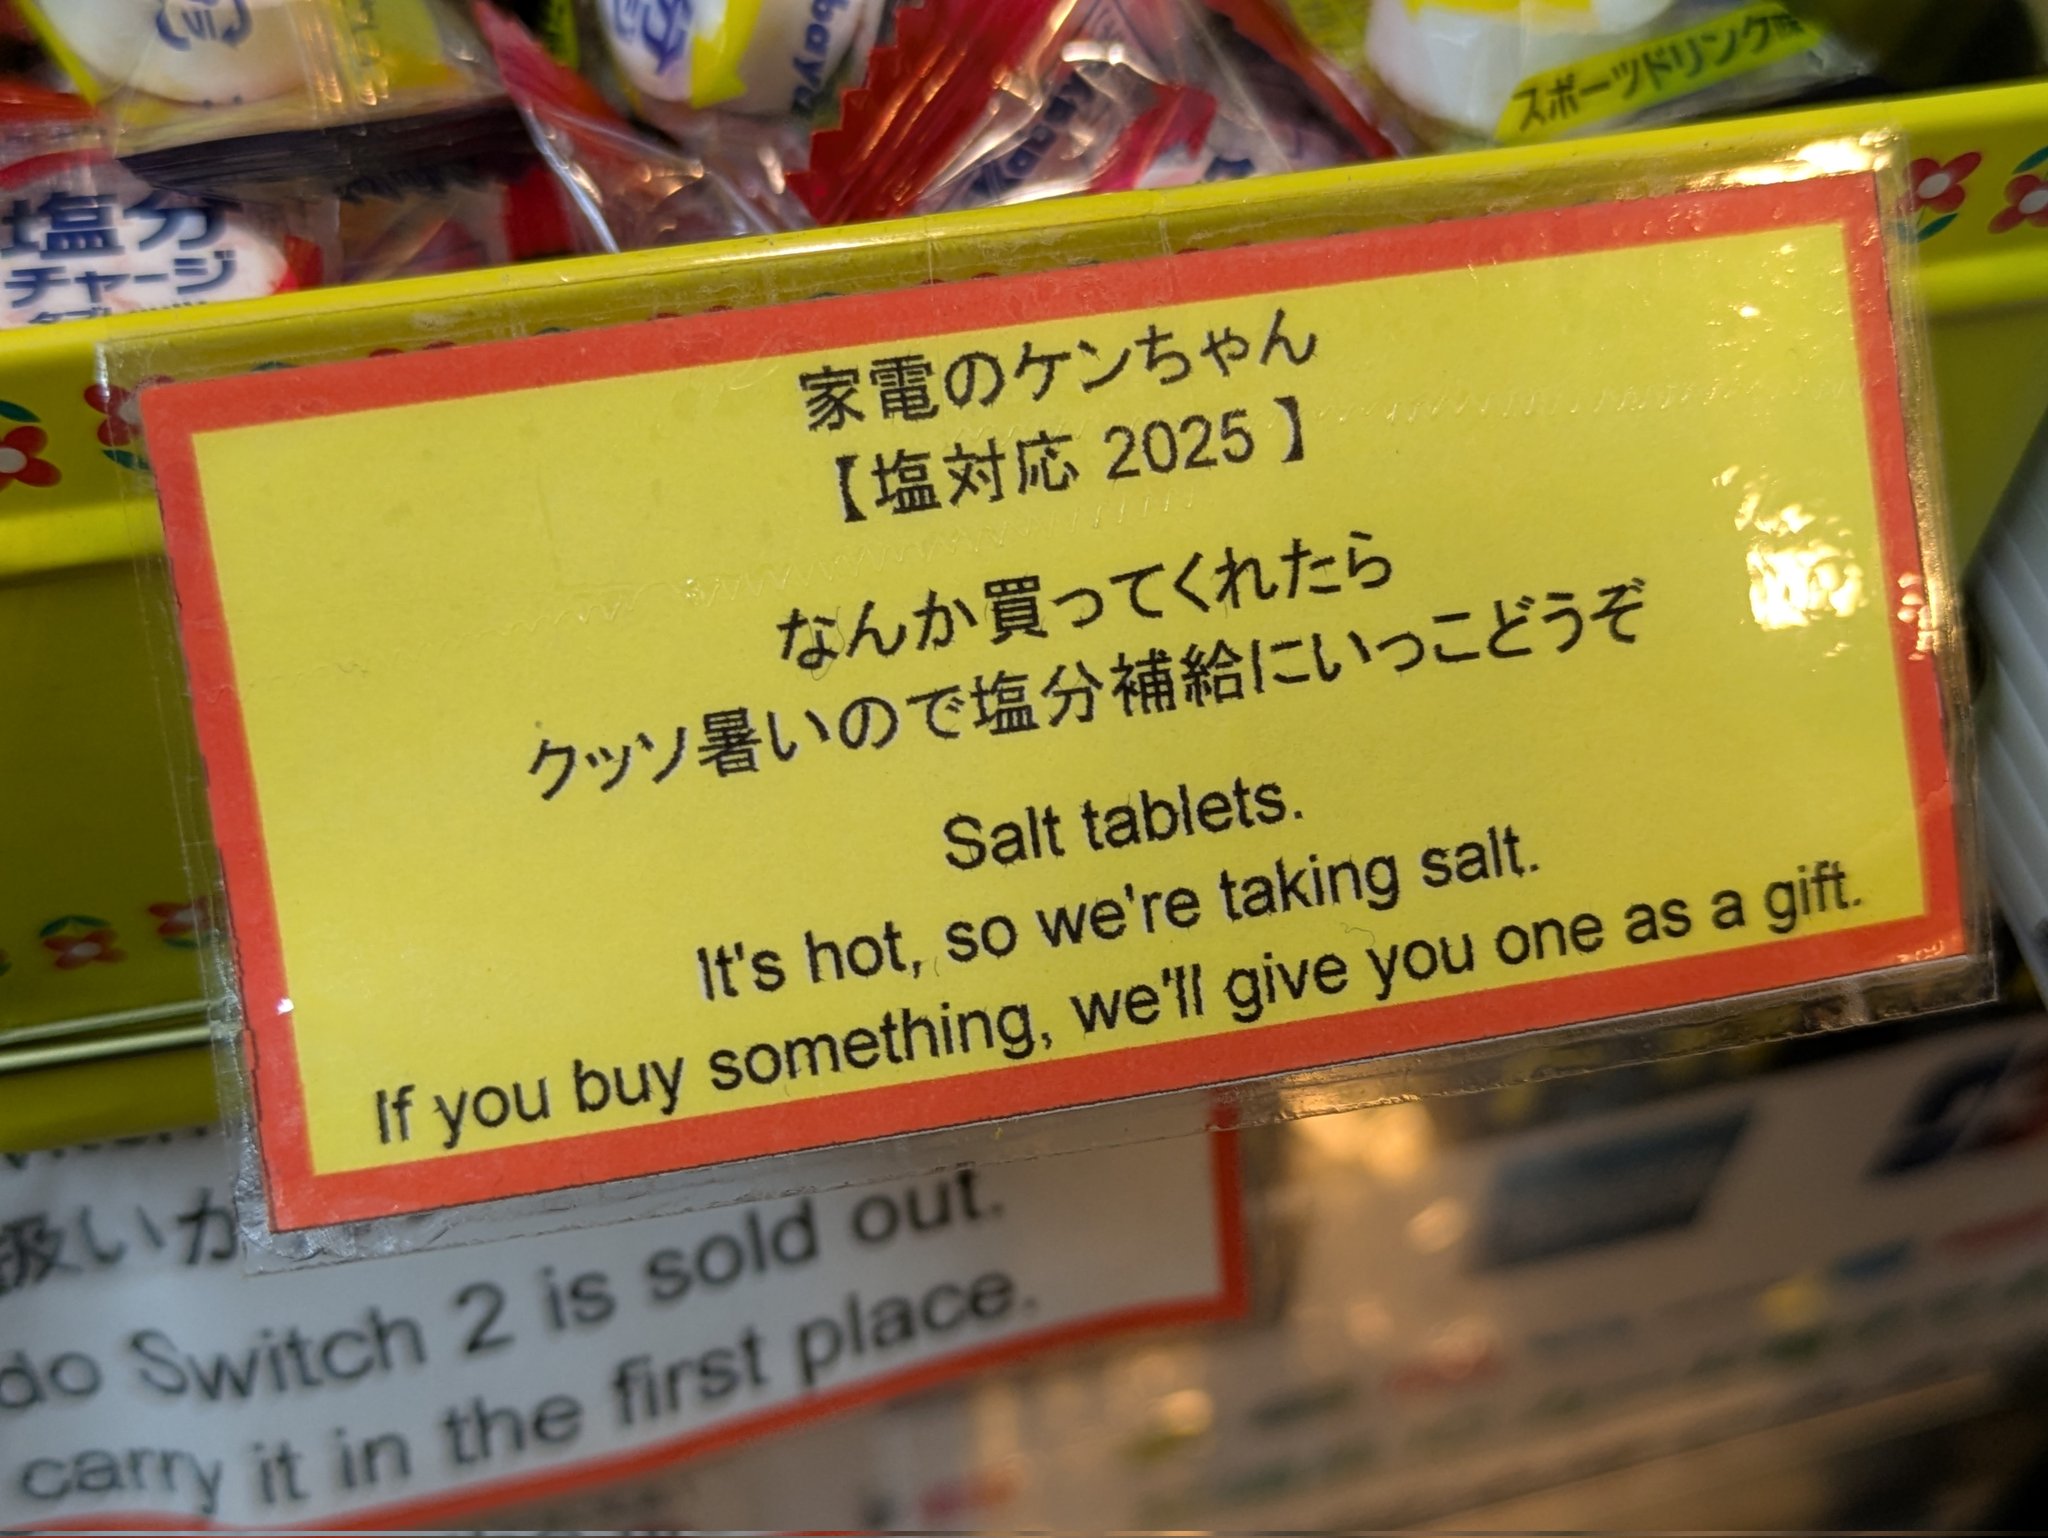 スポーツドリンク味
塩分
チャージ
家電のケンちゃん
【塩対応 2025 】
なんか買ってくれたら
クッソ暑いので塩分補給にいっこどうぞ
Salt tablets.
It's hot, so we're taking salt.
If you buy something, we'll give you one as a gift.
扱いか
do Switch 2 is sold out.
carry it in the first place.